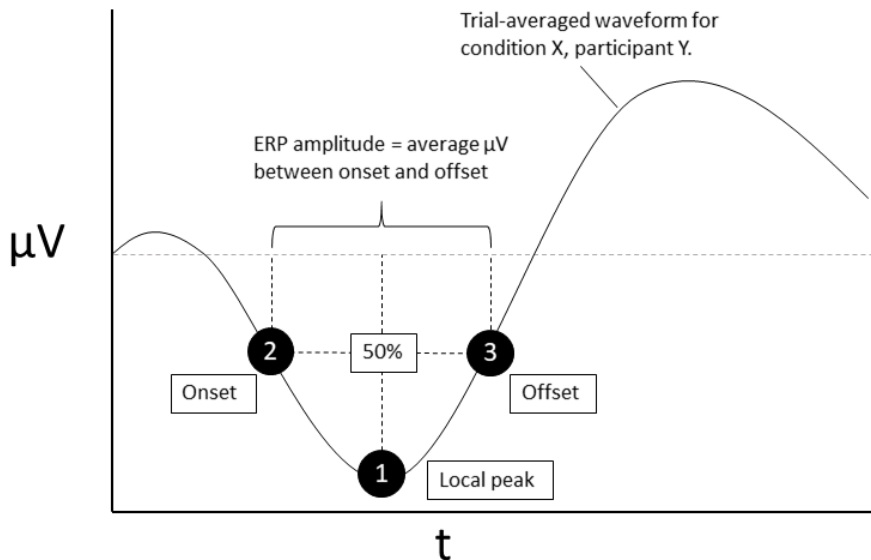 Trial-averaged waveform for
condition X, participant Y.
ERP amplitude = average µV
between onset and offset
µV
2
50%
3
Onset
Offset
1
Local peak
t